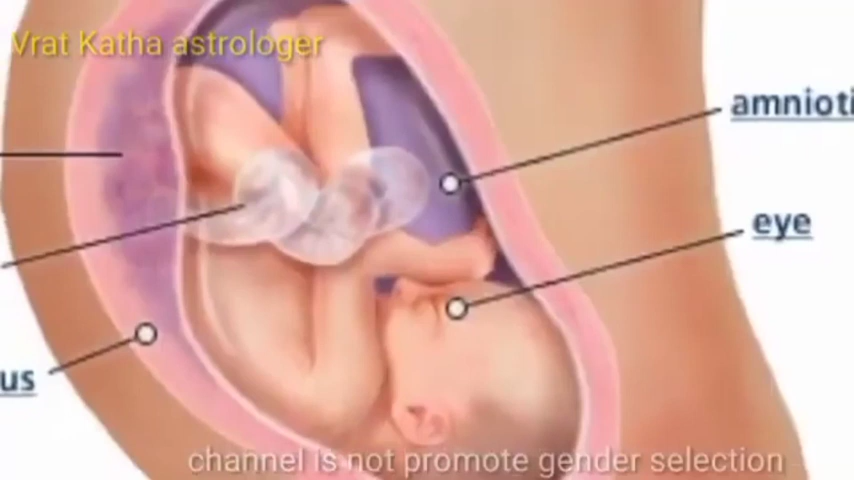 Vrat Katha astrologer
amnioti
eye
us
channel is not promote gender selection